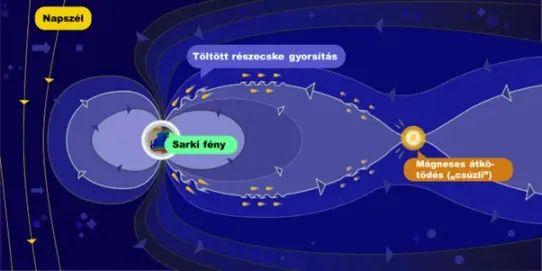 Napszél
Töltött részecske gyorsítás
Sarki fény
Mágneses átkö-
tődés („csúzli”)